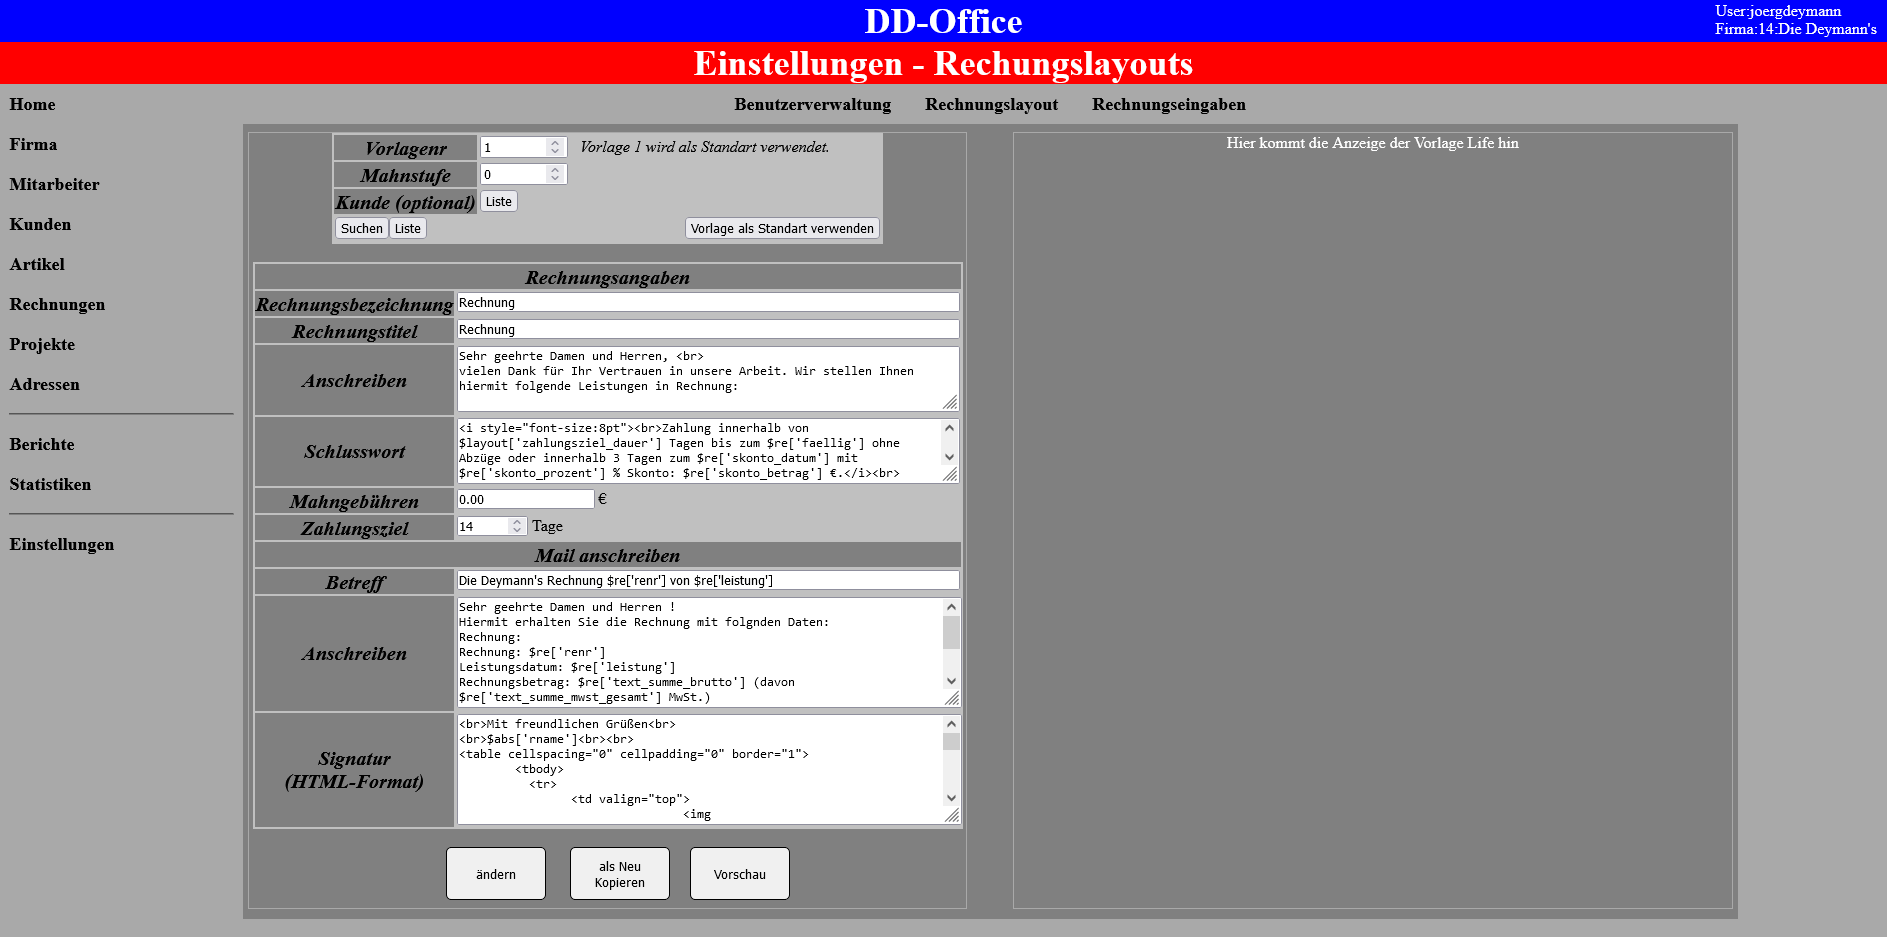 DD-Office
User:joergdeymann
Firma:14:Die Deymann's
Einstellungen - Rechungslayouts
Home
Firma
Mitarbeiter
Kunden
Artikel
Rechnungen
Projekte
Adressen
Berichte
Statistiken
Einstellungen
Benutzerverwaltung Rechnungslayout Rechnungseingaben
Vorlagenr 1 Vorlage 1 wird als Standart verwendet.
Mahnstufe 0
Kunde (optional) Liste
Suchen Liste Vorlage als Standart verwenden
Rechnungsangaben
Rechnungsbezeichnung Rechnung
Rechnungstitel Rechnung
Anschreiben
Sehr geehrte Damen und Herren, <br>
vielen Dank für Ihr Vertrauen in unsere Arbeit. Wir stellen Ihnen
hiermit folgende Leistungen in Rechnung:
Schlusswort
<i style="font-size:8pt"><br>Zahlung innerhalb von
$layout['zahlungsziel_dauer'] Tagen bis zum $re['faellig'] ohne
Abzüge oder innerhalb 3 Tagen zum $re['skonto_datum'] mit
$re['skonto_prozent'] % Skonto: $re['skonto_betrag'] €.</i><br>
Mahngebühren 0.00 €
Zahlungsziel 14 Tage
Mail anschreiben
Betreff Die Deymann's Rechnung $re['renr'] von $re['leistung']
Anschreiben
Sehr geehrte Damen und Herren !
Hiermit erhalten Sie die Rechnung mit folgnden Daten:
Rechnung:
Rechnung: $re['renr']
Leistungsdatum: $re['leistung']
Rechnungsbetrag: $re['text_summe_brutto'] (davon
$re['text_summe_mwst_gesamt'] MwSt.)
Signatur
(HTML-Format)
<br>Mit freundlichen Grüßen<br>
<br>$abs['rname']<br><br>
<table cellspacing="0" cellpadding="0" border="1">
<tbody>
<tr>
<td valign="top">
<img
ändern
als Neu
Kopieren
Vorschau
Hier kommt die Anzeige der Vorlage Life hin